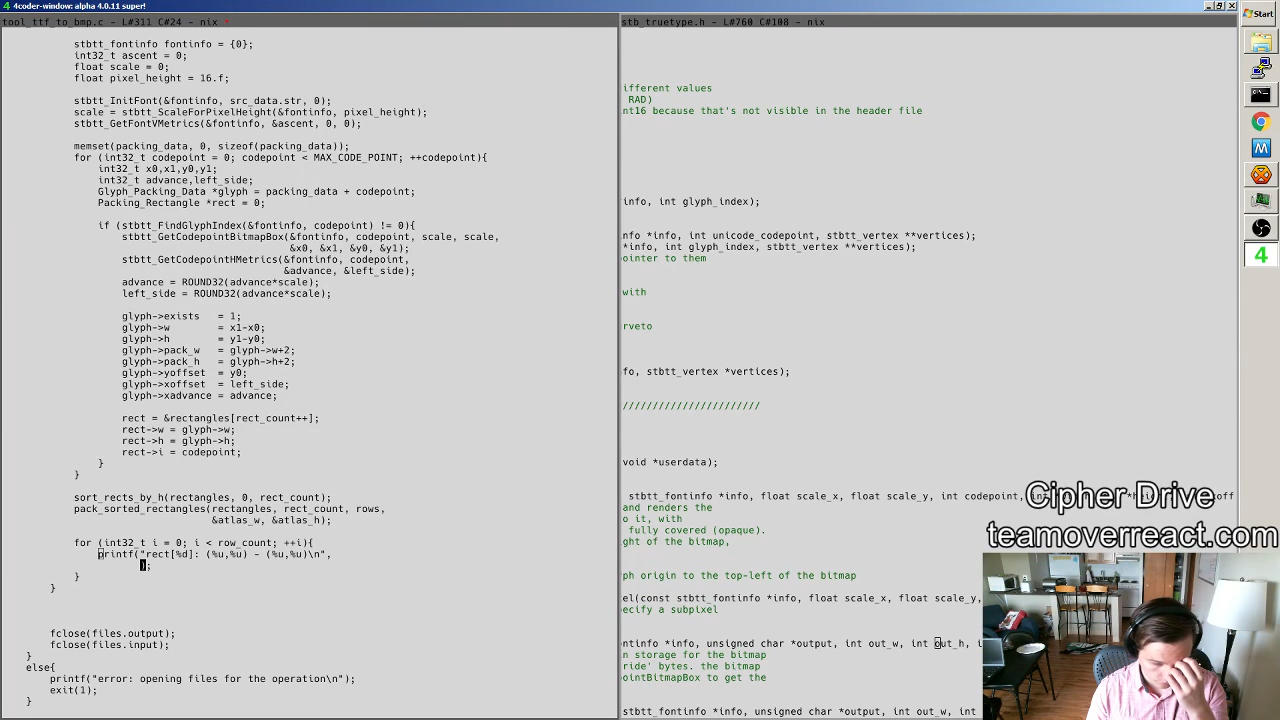 4coder-window: alpha 4.0.11 super!
tool_ttf_to_bmp.c - L#311 C#24 - nix *
stbtt_fontinfo fontinfo = {0};
int32_t ascent = 0;
float scale = 0;
float pixel_height = 16.f;
stbtt_InitFont(&fontinfo, src_data.str, 0);
scale = stbtt_ScaleForPixelHeight(&fontinfo, pixel_height);
stbtt_GetFontVMetrics(&fontinfo, &ascent, 0, 0);
memset(packing_data, 0, sizeof(packing_data));
for (int32_t codepoint = 0; codepoint < MAX_CODE_POINT; ++codepoint){
int32_t x0,x1,y0,y1;
int32_t advance,left_side;
Glyph_Packing_Data *glyph = packing_data + codepoint;
Packing_Rectangle *rect = 0;
if (stbtt_FindGlyphIndex(&fontinfo, codepoint) != 0){
stbtt_GetCodepointBitmapBox(&fontinfo, codepoint, scale, scale,
&x0, &x1, &y0, &y1);
stbtt_GetCodepointHMetrics(&fontinfo, codepoint,
&advance, &left_side);
advance = ROUND32(advance*scale);
left_side = ROUND32(advance*scale);
glyph->exists = 1;
glyph->w = x1-x0;
glyph->h = y1-y0;
glyph->pack_w = glyph->w+2;
glyph->pack_h = glyph->h+2;
glyph->yoffset = y0;
glyph->xoffset = left_side;
glyph->xadvance = advance;
rect = &rectangles[rect_count++];
rect->w = glyph->w;
rect->h = glyph->h;
rect->i = codepoint;
}
}
sort_rects_by_h(rectangles, 0, rect_count);
pack_sorted_rectangles(rectangles, rect_count, rows,
&atlas_w, &atlas_h);
for (int32_t i = 0; i < row_count; ++i){
printf("rect[%d]: (%u,%u) - (%u,%u)\n",
);
}
}
fclose(files.output);
fclose(files.input);
}
else{
printf("error: opening files for the operation\n");
exit(1);
}
stb_truetype.h - L#760 C#108 - nix
ifferent values
RAD)
nt16 because that's not visible in the header file
info, int glyph_index);
info *info, int unicode_codepoint, stbtt_vertex **vertices);
*info, int glyph_index, stbtt_vertex **vertices);
pointer to them
with
rveto
nfo, stbtt_vertex *vertices);
///////////////////////
void *userdata);
stbtt_fontinfo *info, float scale_x, float scale_y, int codepoint, int
off
and renders the
o it, with
fully covered (opaque).
ight of the bitmap,
ph origin to the top-left of the bitmap
el(const stbtt_fontinfo *info, float scale_x, float scale_y,
ecify a subpixel
ontinfo *info, unsigned char *output, int out_w, int out_h, i
n storage for the bitmap
ride' bytes. the bitmap
pointBitmapBox to get the
stbtt_fontinfo *info, unsigned char *output, int out_w, int
Cipher Drive
teamoverreact.com
Start
4